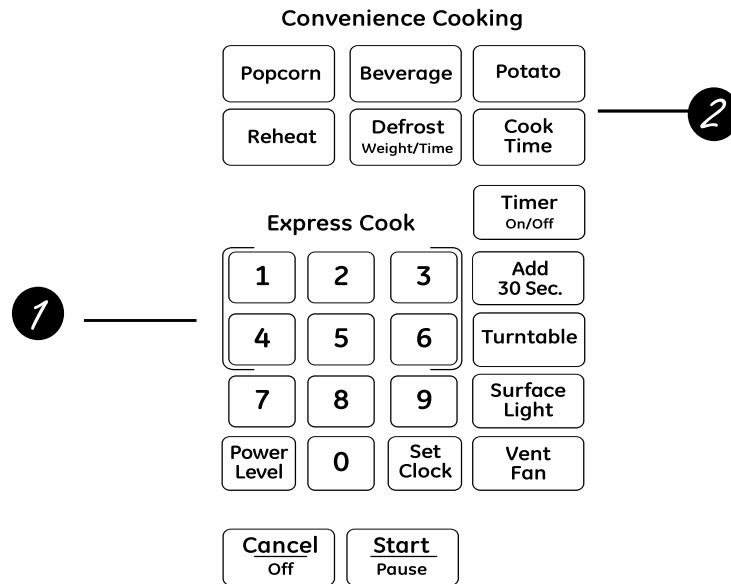 Convenience Cooking
Popcorn
Beverage
Potato
Reheat
Defrost
Weight/Time
Cook
Time
2
Timer
On/Off
Express Cook
1
2
3
Add
30 Sec.
1
4
5
6
Turntable
7
8
9
Surface
Light
Power
Level
0
Set
Clock
Vent
Fan
Cancel
Off
Start
Pause